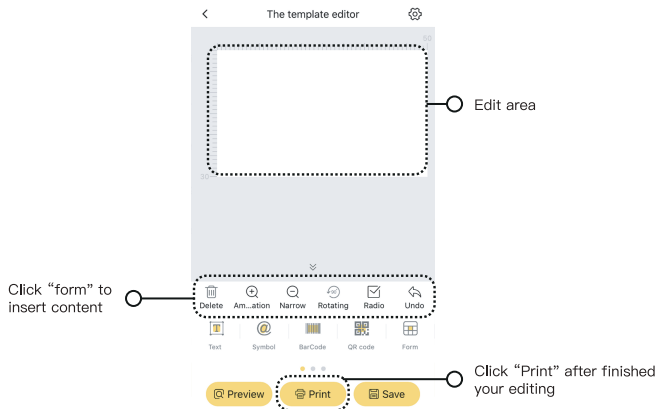 The template editor
50
Edit area
30
Click “form” to
insert content
Delete Am...ation Narrow Rotating Radio Undo
Text Symbol BarCode QR code Form
Click “Print” after finished
your editing
Preview Print Save